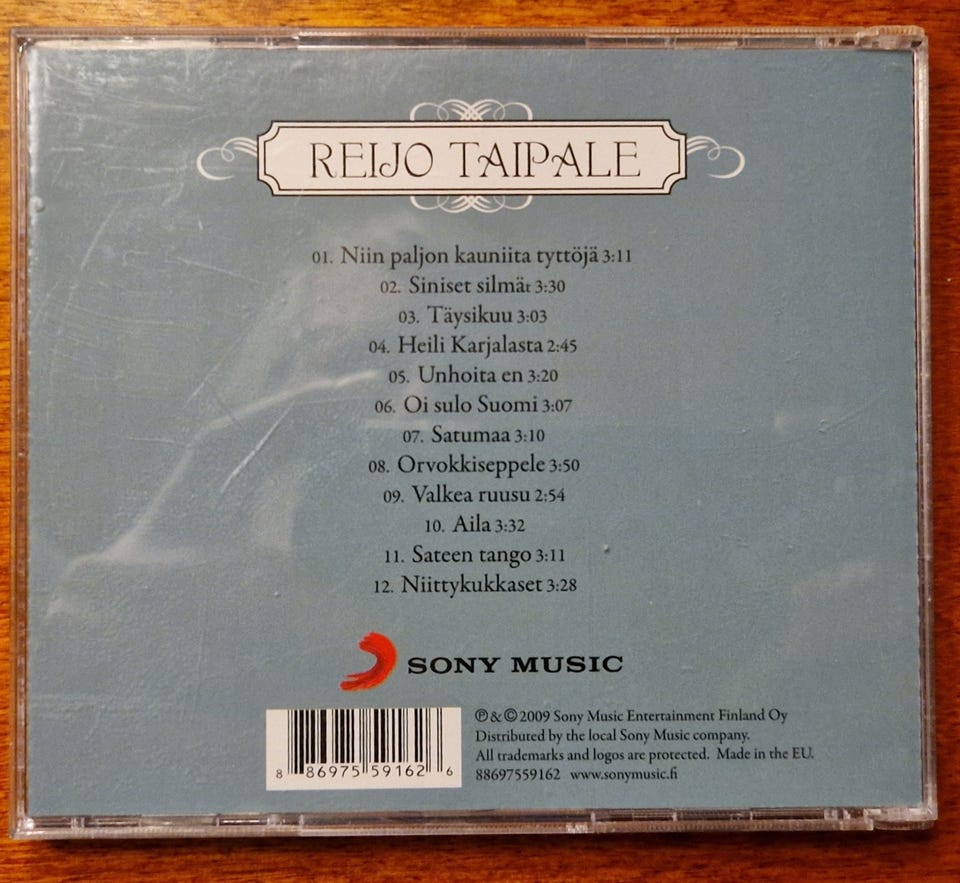 REIJO TAIPALE
01. Niin paljon kauniita tyttöjä 3:11
02. Siniset silmät 3:30
03. Täysikuu 3:03
04. Heili Karjalasta 2:45
05. Unhoita en 3:20
06. Oi sulo Suomi 3:07
07. Satumaa 3:10
08. Orvokkiseppele 3:50
09. Valkea ruusu 2:54
10. Aila 3:32
11. Sateen tango 3:11
12. Niittykukkaset 3:28
SONY MUSIC
℗ & © 2009 Sony Music Entertainment Finland Oy
Distributed by the local Sony Music company.
All trademarks and logos are protected. Made in the EU.
88697559162 www.sonymusic.fi
8 86975 59162 6